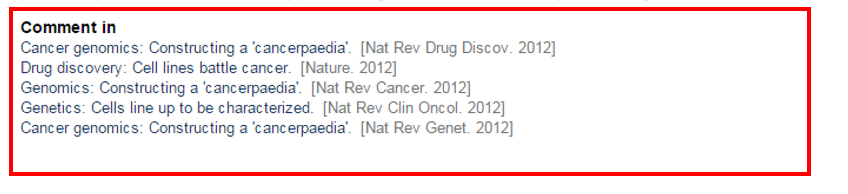 Comment in
Cancer genomics: Constructing a 'cancerpaedia'. [Nat Rev Drug Discov. 2012]
Drug discovery: Cell lines battle cancer. [Nature. 2012]
Genomics: Constructing a 'cancerpaedia'. [Nat Rev Cancer. 2012]
Genetics: Cells line up to be characterized. [Nat Rev Clin Oncol. 2012]
Cancer genomics: Constructing a 'cancerpaedia'. [Nat Rev Genet. 2012]